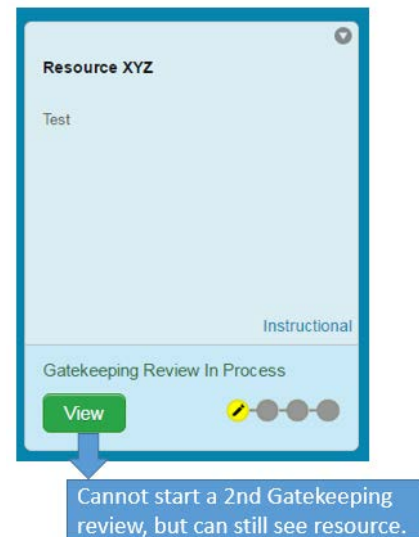 Resource XYZ
Test
Instructional
Gatekeeping Review In Process
View
Cannot start a 2nd Gatekeeping
review, but can still see resource.